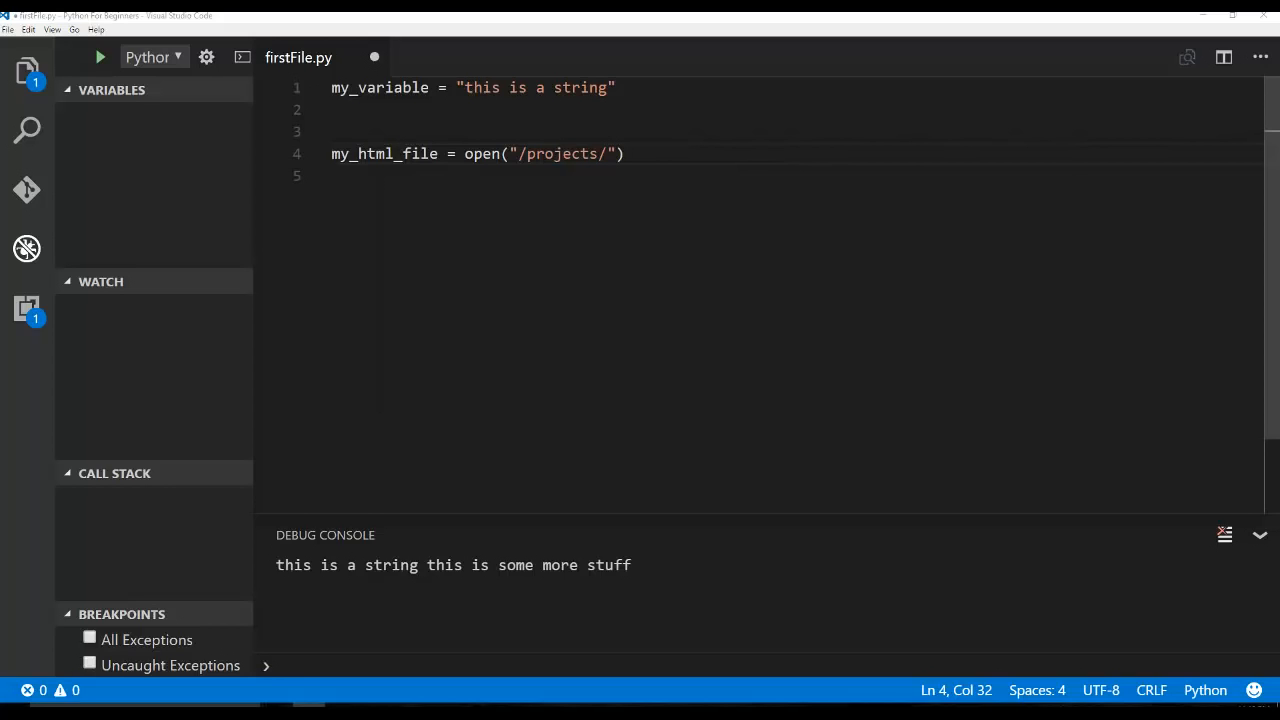 firstFile.py - Python For Beginners - Visual Studio Code
File Edit View Go Help
1
Python
firstFile.py
VARIABLES
1 my_variable = "this is a string"
2
3
4 my_html_file = open("/projects/")
5
WATCH
1
CALL STACK
DEBUG CONSOLE
this is a string this is some more stuff
BREAKPOINTS
All Exceptions
Uncaught Exceptions
0 0
Ln 4, Col 32 Spaces: 4 UTF-8 CRLF Python